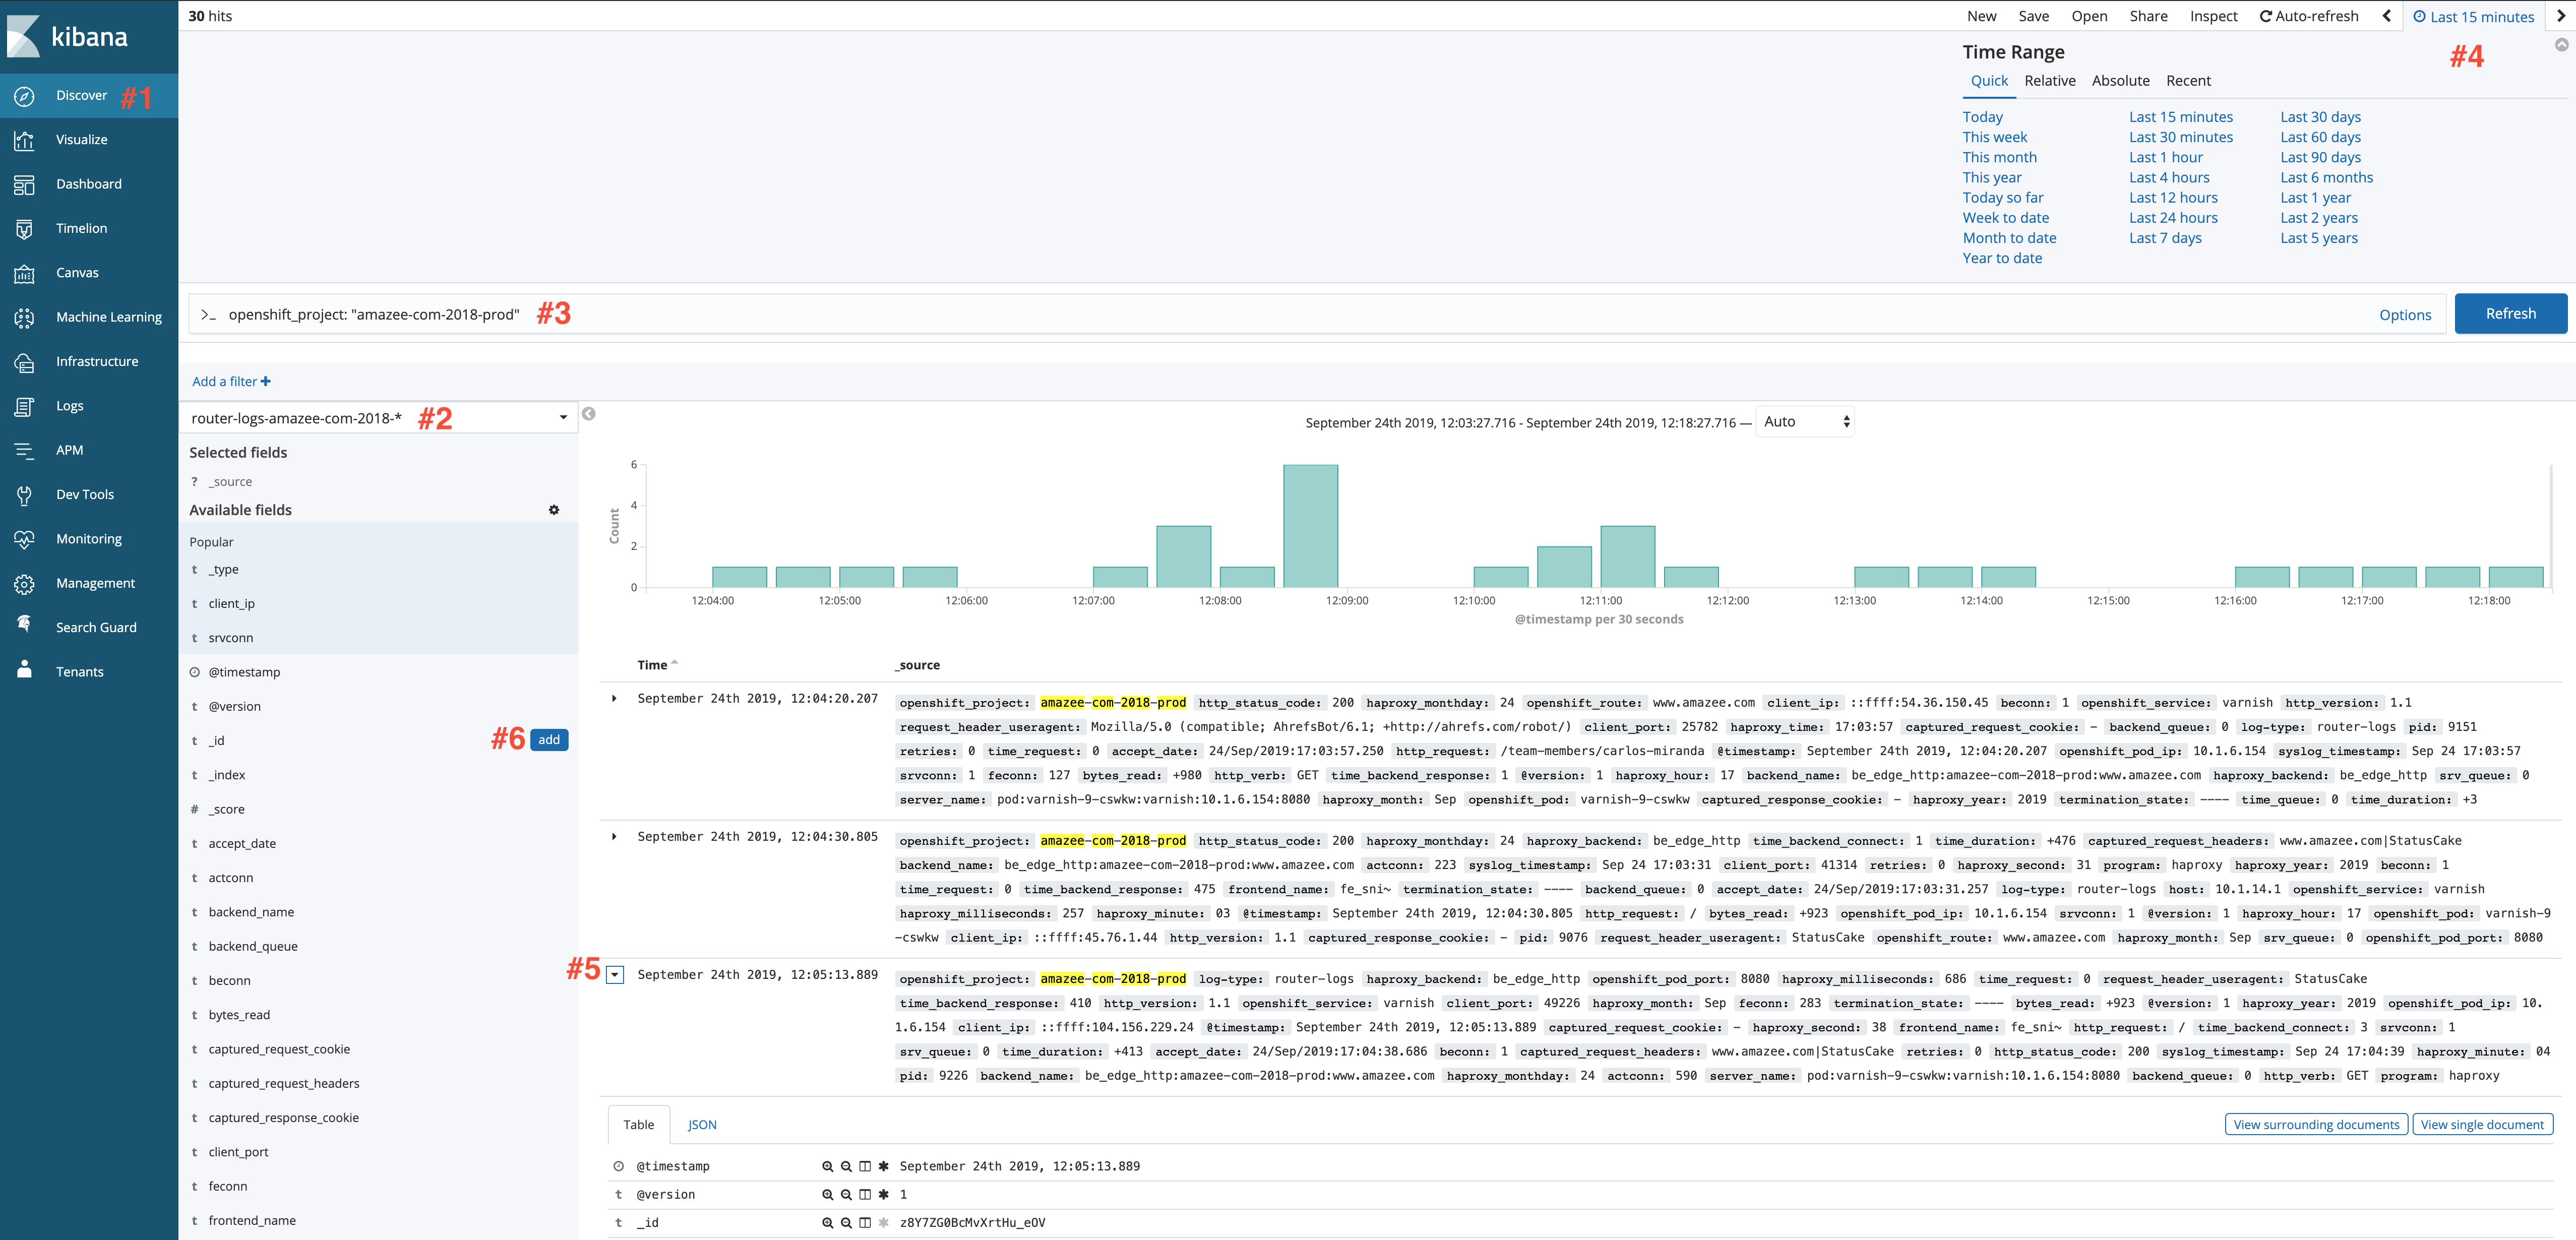 kibana
Discover #1
Visualize
Dashboard
Timelion
Canvas
Machine Learning
Infrastructure
Logs
APM
Dev Tools
Monitoring
Management
Search Guard
Tenants
30 hits
New Save Open Share Inspect Auto-refresh Last 15 minutes
Time Range #4
Quick Relative Absolute Recent
Today Last 15 minutes Last 30 days
This week Last 30 minutes Last 60 days
This month Last 1 hour Last 90 days
This year Last 4 hours Last 6 months
Today so far Last 12 hours Last 1 year
Week to date Last 24 hours Last 2 years
Month to date Last 7 days Last 5 years
Year to date
>_ openshift_project: "amazee-com-2018-prod" #3 Options Refresh
Add a filter +
router-logs-amazee-com-2018-* #2
Selected fields
? _source
Available fields
Popular
t _type
t client_ip
t srvconn
@timestamp
t @version
t _id #6 add
t _index
# _score
t accept_date
t actconn
t backend_name
t backend_queue
t beconn
t bytes_read
t captured_request_cookie
t captured_request_headers
t captured_response_cookie
t client_port
t feconn
t frontend_name
September 24th 2019, 12:03:27.716 - September 24th 2019, 12:18:27.716 — Auto
6
4
2
0
Count
12:04:00 12:05:00 12:06:00 12:07:00 12:08:00 12:09:00 12:10:00 12:11:00 12:12:00 12:13:00 12:14:00 12:15:00 12:16:00 12:17:00 12:18:00
@timestamp per 30 seconds
Time _source
September 24th 2019, 12:04:20.207 openshift_project: amazee-com-2018-prod http_status_code: 200 haproxy_monthday: 24 openshift_route: www.amazee.com client_ip: ::ffff:54.36.150.45 beconn: 1 openshift_service: varnish http_version: 1.1
request_header_useragent: Mozilla/5.0 (compatible; AhrefsBot/6.1; +http://ahrefs.com/robot/) client_port: 25782 haproxy_time: 17:03:57 captured_request_cookie: - backend_queue: 0 log-type: router-logs pid: 9151
retries: 0 time_request: 0 accept_date: 24/Sep/2019:17:03:57.250 http_request: /team-members/carlos-miranda @timestamp: September 24th 2019, 12:04:20.207 openshift_pod_ip: 10.1.6.154 syslog_timestamp: Sep 24 17:03:57
srvconn: 1 feconn: 127 bytes_read: +980 http_verb: GET time_backend_response: 1 @version: 1 haproxy_hour: 17 backend_name: be_edge_http:amazee-com-2018-prod:www.amazee.com haproxy_backend: be_edge_http srv_queue: 0
server_name: pod:varnish-9-cswkw:varnish:10.1.6.154:8080 haproxy_month: Sep openshift_pod: varnish-9-cswkw captured_response_cookie: - haproxy_year: 2019 termination_state: ---- time_queue: 0 time_duration: +3
September 24th 2019, 12:04:30.805 openshift_project: amazee-com-2018-prod http_status_code: 200 haproxy_monthday: 24 haproxy_backend: be_edge_http time_backend_connect: 1 time_duration: +476 captured_request_headers: www.amazee.com|StatusCake
backend_name: be_edge_http:amazee-com-2018-prod:www.amazee.com actconn: 223 syslog_timestamp: Sep 24 17:03:31 client_port: 41314 retries: 0 haproxy_second: 31 program: haproxy haproxy_year: 2019 beconn: 1
time_request: 0 time_backend_response: 475 frontend_name: fe_sni~ termination_state: ---- backend_queue: 0 accept_date: 24/Sep/2019:17:03:31.257 log-type: router-logs host: 10.1.14.1 openshift_service: varnish
haproxy_milliseconds: 257 haproxy_minute: 03 @timestamp: September 24th 2019, 12:04:30.805 http_request: / bytes_read: +923 openshift_pod_ip: 10.1.6.154 srvconn: 1 @version: 1 haproxy_hour: 17 openshift_pod: varnish-9
-cswkw client_ip: ::ffff:45.76.1.44 http_version: 1.1 captured_response_cookie: - pid: 9076 request_header_useragent: StatusCake openshift_route: www.amazee.com haproxy_month: Sep srv_queue: 0 openshift_pod_port: 8080
#5 September 24th 2019, 12:05:13.889 openshift_project: amazee-com-2018-prod log-type: router-logs haproxy_backend: be_edge_http openshift_pod_port: 8080 haproxy_milliseconds: 686 time_request: 0 request_header_useragent: StatusCake
time_backend_response: 410 http_version: 1.1 openshift_service: varnish client_port: 49226 haproxy_month: Sep feconn: 283 termination_state: ---- bytes_read: +923 @version: 1 haproxy_year: 2019 openshift_pod_ip: 10.
1.6.154 client_ip: ::ffff:104.156.229.24 @timestamp: September 24th 2019, 12:05:13.889 captured_request_cookie: - haproxy_second: 38 frontend_name: fe_sni~ http_request: / time_backend_connect: 3 srvconn: 1
srv_queue: 0 time_duration: +413 accept_date: 24/Sep/2019:17:04:38.686 beconn: 1 captured_request_headers: www.amazee.com|StatusCake retries: 0 http_status_code: 200 syslog_timestamp: Sep 24 17:04:39 haproxy_minute: 04
pid: 9226 backend_name: be_edge_http:amazee-com-2018-prod:www.amazee.com haproxy_monthday: 24 actconn: 590 server_name: pod:varnish-9-cswkw:varnish:10.1.6.154:8080 backend_queue: 0 http_verb: GET program: haproxy
Table JSON View surrounding documents View single document
@timestamp September 24th 2019, 12:05:13.889
t @version 1
t _id z8Y7ZG0BcMvXrtHu_eOV